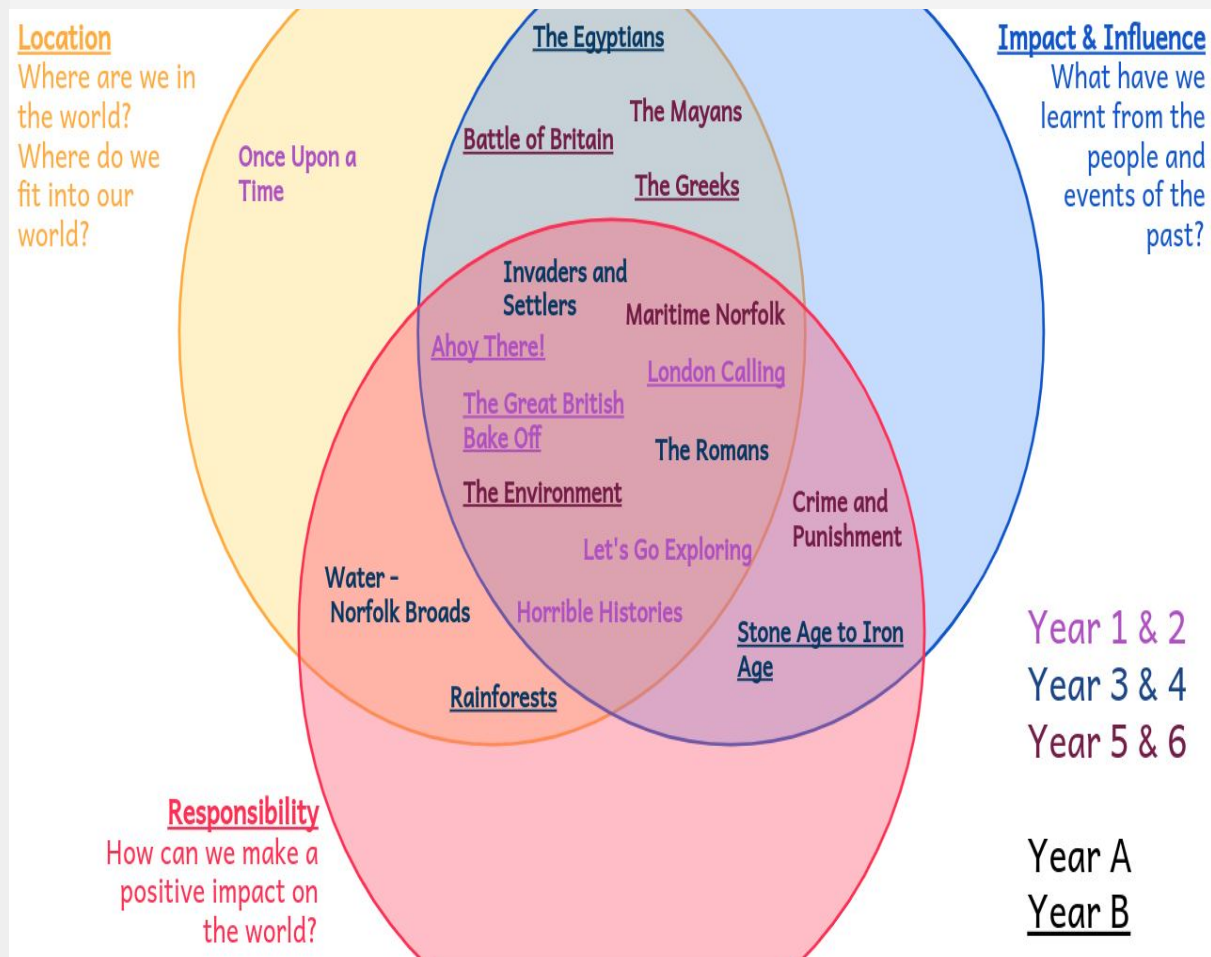 Location
Where are we in
the world?
Where do we
fit into our
world?
Impact & Influence
What have we
learnt from the
people and
events of the
past?
The Egyptians
The Mayans
Battle of Britain
The Greeks
Once Upon a
Time
Invaders and
Settlers
Maritime Norfolk
Ahoy There!
London Calling
The Great British
Bake Off
The Romans
The Environment
Crime and
Punishment
Let's Go Exploring
Water -
Norfolk Broads
Horrible Histories
Stone Age to Iron
Age
Rainforests
Year 1 & 2
Year 3 & 4
Year 5 & 6
Responsibility
How can we make a
positive impact on
the world?
Year A
Year B